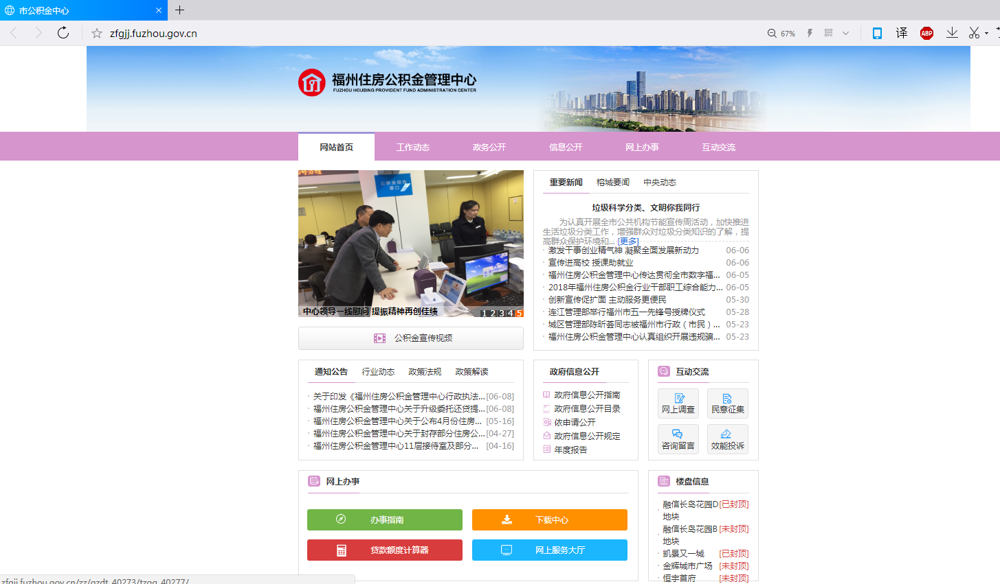 市公积金中心
zfgjj.fuzhou.gov.cn
67%
译
ABP
福州住房公积金管理中心
FUZHOU HOUSING PROVIDENT FUND ADMINISTRATION CENTER
网站首页 工作动态 政务公开 信息公开 网上办事 互动交流
公积金综合
窗口
中心领导一线慰问 提振精神再创佳绩 1 2 3 4 5
公积金宣传视频
重要新闻 榕城要闻 中央动态
垃圾科学分类、文明你我同行
为认真开展全市公共机构节能宣传周活动，加快推进
生活垃圾分类工作，增强群众对垃圾分类知识的了解，提
高群众保护环境和... [更多]
激发干事创业精气神 凝聚全面发展新动力 06-06
宣传进高校 授课助就业 06-06
福州住房公积金管理中心传达贯彻全市数字福... 06-05
2018年福州住房公积金行业干部职工综合能力... 06-05
创新宣传促扩面 主动服务更便民 05-30
连江管理部举行福州市五一先锋号授牌仪式 05-28
城区管理部陈昕荟同志被福州市行政（市民）... 05-23
福州住房公积金管理中心认真组织开展违规骗... 05-23
通知公告 行业动态 政策法规 政策解读
关于印发《福州住房公积金管理中心行政执法... [06-08]
福州住房公积金管理中心关于升级委托还贷提... [06-08]
福州住房公积金管理中心关于公布4月份住房... [05-16]
福州住房公积金管理中心关于封存部分住房公... [04-27]
福州住房公积金管理中心11层接待室及部分... [04-16]
政府信息公开
政府信息公开指南
政府信息公开目录
依申请公开
政府信息公开规定
年度报告
互动交流
网上调查 民意征集
咨询留言 效能投诉
网上办事
办事指南 下载中心
贷款额度计算器 网上服务大厅
楼盘信息
融信长岛花园D [已封顶]
地块
融信长岛花园B [未封顶]
地块
凯景又一城 [已封顶]
金辉城市广场 [未封顶]
恒宇首府 [未封顶]
zfgjj.fuzhou.gov.cn/zz/gzdt_40273/tzgg_40277/